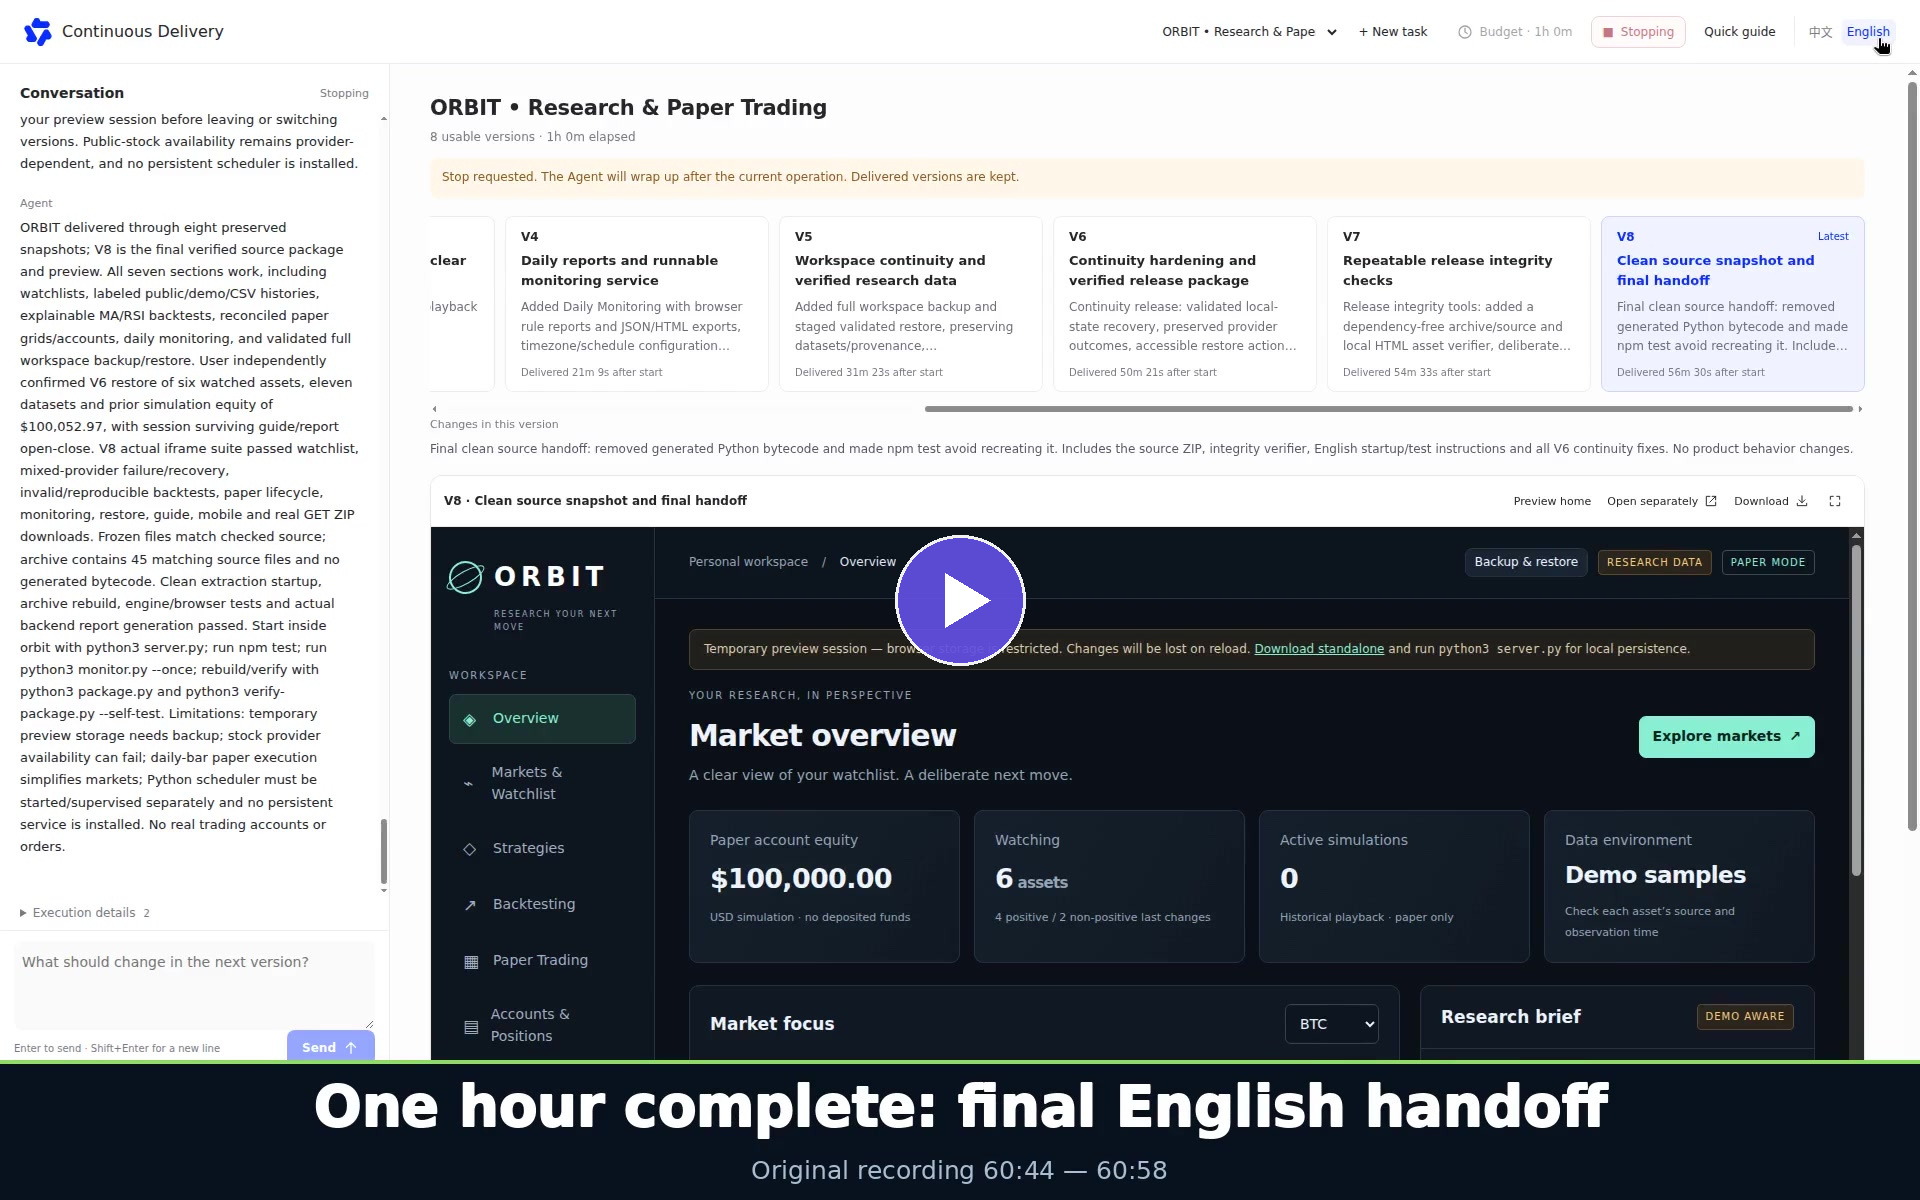 Continuous Delivery
ORBIT • Research & Pape
+ New task
Budget · 1h 0m
Stopping
Quick guide
中文
English
Conversation
Stopping
your preview session before leaving or switching
versions. Public-stock availability remains provider-
dependent, and no persistent scheduler is installed.
Agent
ORBIT delivered through eight preserved
snapshots; V8 is the final verified source package
and preview. All seven sections work, including
watchlists, labeled public/demo/CSV histories,
explainable MA/RSI backtests, reconciled paper
grids/accounts, daily monitoring, and validated full
workspace backup/restore. User independently
confirmed V6 restore of six watched assets, eleven
datasets and prior simulation equity of
$100,052.97, with session surviving guide/report
open-close. V8 actual iframe suite passed watchlist,
mixed-provider failure/recovery,
invalid/reproducible backtests, paper lifecycle,
monitoring, restore, guide, mobile and real GET ZIP
downloads. Frozen files match checked source;
archive contains 45 matching source files and no
generated bytecode. Clean extraction startup,
archive rebuild, engine/browser tests and actual
backend report generation passed. Start inside
orbit with python3 server.py; run npm test; run
python3 monitor.py --once; rebuild/verify with
python3 package.py and python3 verify-
package.py --self-test. Limitations: temporary
preview storage needs backup; stock provider
availability can fail; daily-bar paper execution
simplifies markets; Python scheduler must be
started/supervised separately and no persistent
service is installed. No real trading accounts or
orders.
Execution details 2
What should change in the next version?
Enter to send · Shift+Enter for a new line
Send
ORBIT • Research & Paper Trading
8 usable versions · 1h 0m elapsed
Stop requested. The Agent will wrap up after the current operation. Delivered versions are kept.
clear
layback
V4
Daily reports and runnable
monitoring service
Added Daily Monitoring with browser
rule reports and JSON/HTML exports,
timezone/schedule configuration…
Delivered 21m 9s after start
V5
Workspace continuity and
verified research data
Added full workspace backup and
staged validated restore, preserving
datasets/provenance,…
Delivered 31m 23s after start
V6
Continuity hardening and
verified release package
Continuity release: validated local-
state recovery, preserved provider
outcomes, accessible restore action…
Delivered 50m 21s after start
V7
Repeatable release integrity
checks
Release integrity tools: added a
dependency-free archive/source and
local HTML asset verifier, deliberate…
Delivered 54m 33s after start
V8
Latest
Clean source snapshot and
final handoff
Final clean source handoff: removed
generated Python bytecode and made
npm test avoid recreating it. Include…
Delivered 56m 30s after start
Changes in this version
Final clean source handoff: removed generated Python bytecode and made npm test avoid recreating it. Includes the source ZIP, integrity verifier, English startup/test instructions and all V6 continuity fixes. No product behavior changes.
V8 · Clean source snapshot and final handoff
Preview home
Open separately
Download
ORBIT
RESEARCH YOUR NEXT
MOVE
WORKSPACE
Overview
Markets &
Watchlist
Strategies
Backtesting
Paper Trading
Accounts &
Positions
Personal workspace / Overview
Backup & restore
RESEARCH DATA
PAPER MODE
Temporary preview session — restricted. Changes will be lost on reload. Download standalone and run python3 server.py for local persistence.
YOUR RESEARCH, IN PERSPECTIVE
Market overview
A clear view of your watchlist. A deliberate next move.
Explore markets ↗
Paper account equity
$100,000.00
USD simulation · no deposited funds
Watching
6 assets
4 positive / 2 non-positive last changes
Active simulations
0
Historical playback · paper only
Data environment
Demo samples
Check each asset’s source and
observation time
Market focus
BTC
Research brief
DEMO AWARE
One hour complete: final English handoff
Original recording 60:44 — 60:58